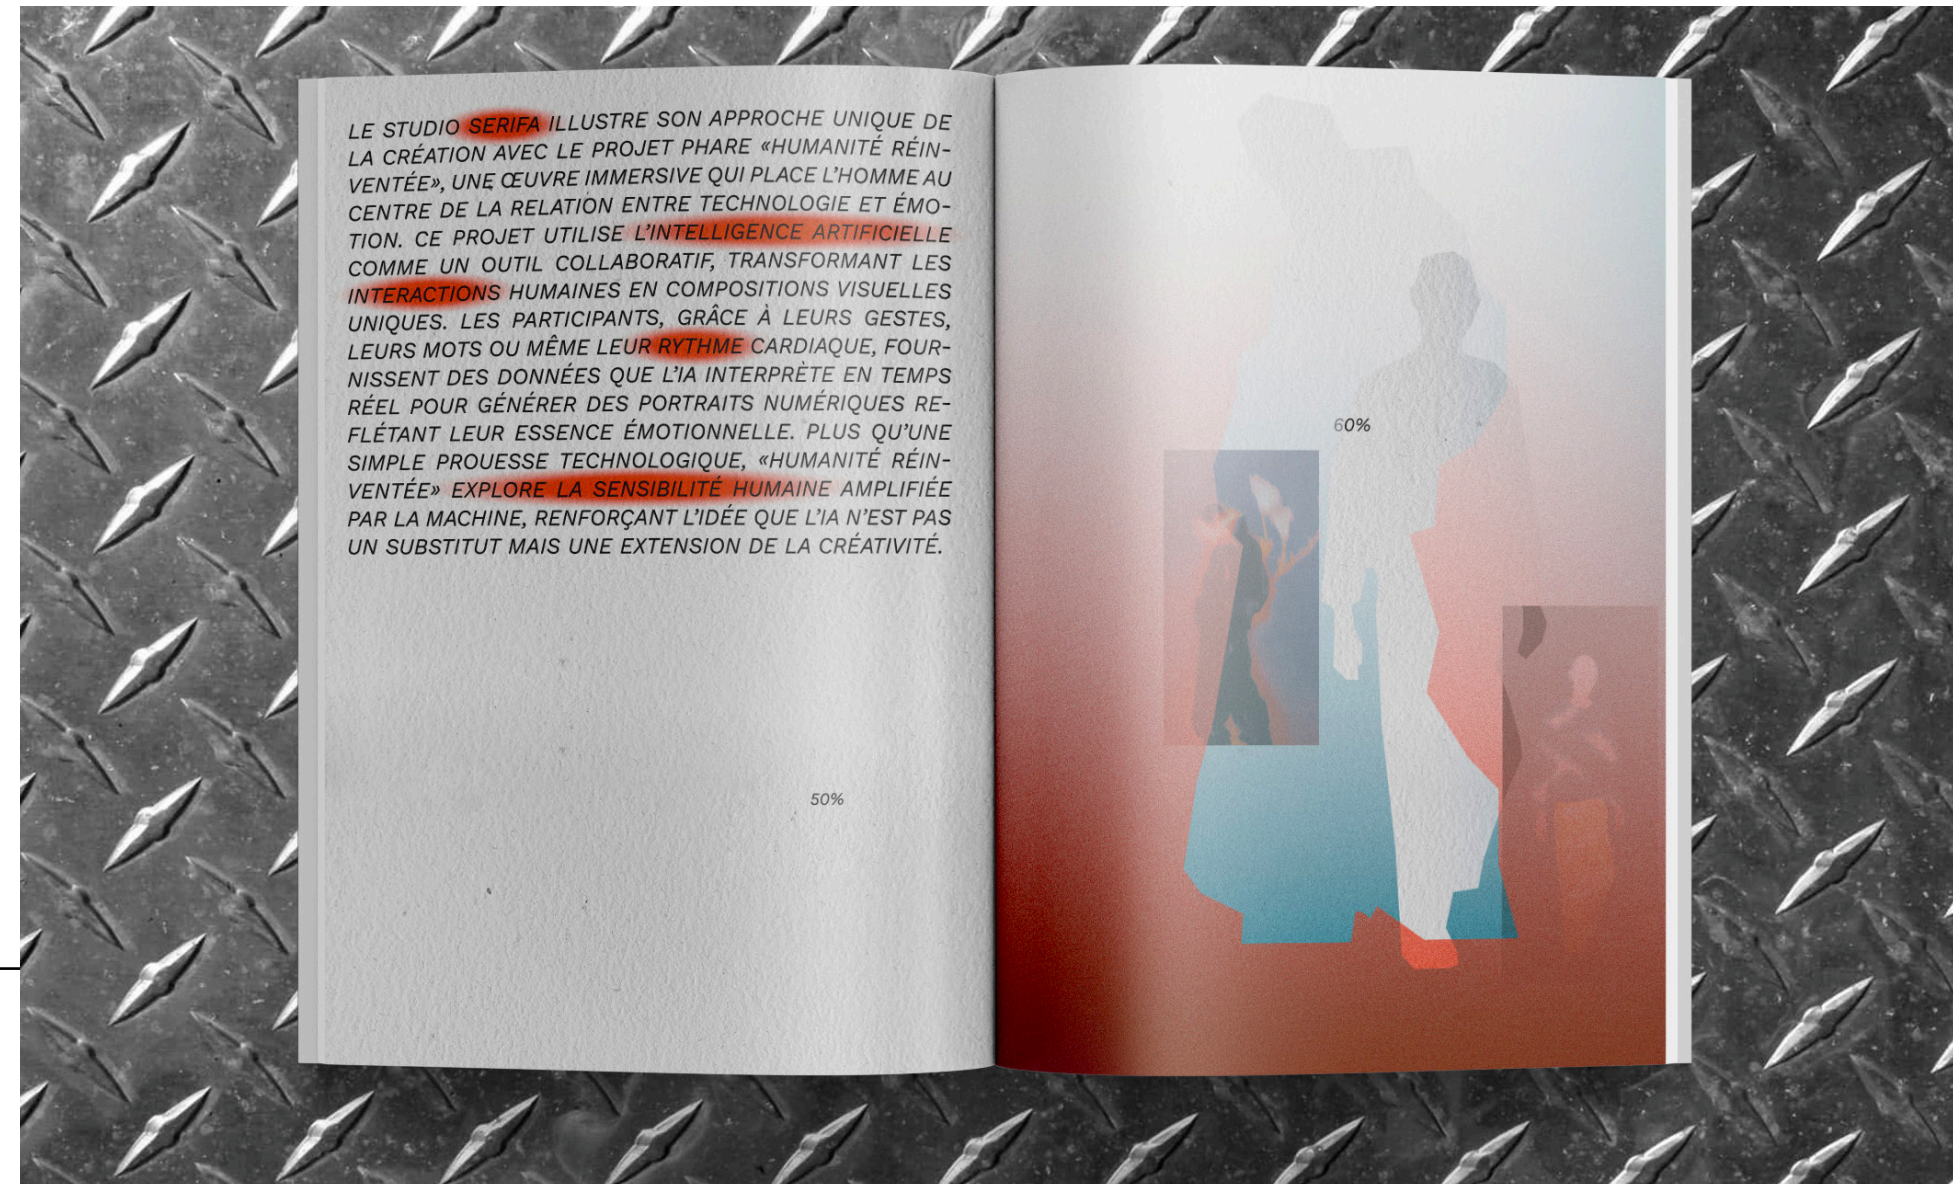 LE STUDIO SERIFA ILLUSTRE SON APPROCHE UNIQUE DE
LA CRÉATION AVEC LE PROJET PHARE «HUMANITÉ RÉIN-
VENTÉE», UNE ŒUVRE IMMERSIVE QUI PLACE L’HOMME AU
CENTRE DE LA RELATION ENTRE TECHNOLOGIE ET ÉMO-
TION. CE PROJET UTILISE L’INTELLIGENCE ARTIFICIELLE
COMME UN OUTIL COLLABORATIF, TRANSFORMANT LES
INTERACTIONS HUMAINES EN COMPOSITIONS VISUELLES
UNIQUES. LES PARTICIPANTS, GRÂCE À LEURS GESTES,
LEURS MOTS OU MÊME LEUR RYTHME CARDIAQUE, FOUR-
NISSENT DES DONNÉES QUE L’IA INTERPRÈTE EN TEMPS
RÉEL POUR GÉNÉRER DES PORTRAITS NUMÉRIQUES RE-
FLÉTANT LEUR ESSENCE ÉMOTIONNELLE. PLUS QU’UNE
SIMPLE PROUESSE TECHNOLOGIQUE, «HUMANITÉ RÉIN-
VENTÉE» EXPLORE LA SENSIBILITÉ HUMAINE AMPLIFIÉE
PAR LA MACHINE, RENFORÇANT L’IDÉE QUE L’IA N’EST PAS
UN SUBSTITUT MAIS UNE EXTENSION DE LA CRÉATIVITÉ.
50%
60%